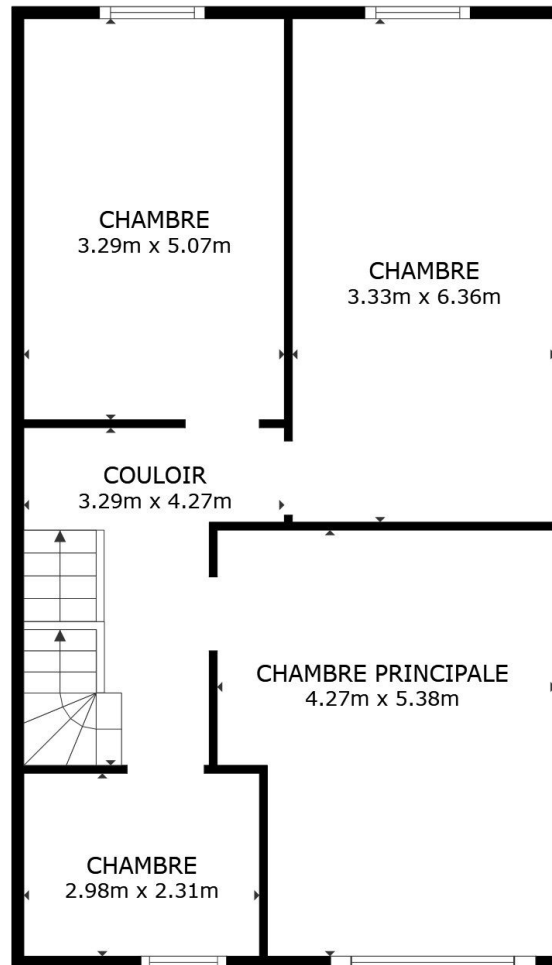 CHAMBRE
3.29m x 5.07m
CHAMBRE
3.33m x 6.36m
COULOIR
3.29m x 4.27m
CHAMBRE PRINCIPALE
4.27m x 5.38m
CHAMBRE
2.98m x 2.31m